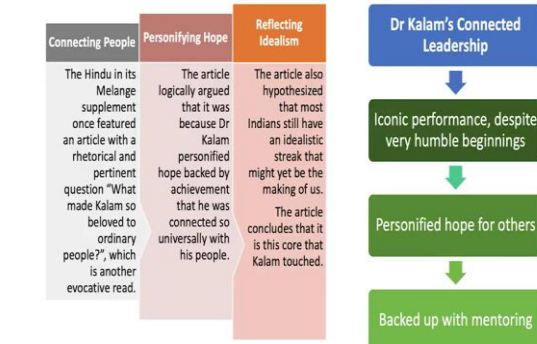 Connecting People
The Hindu in its
Melange
supplement
once featured
an article with a
rhetorical and
pertinent
question “What
made Kalam so
beloved to
ordinary
people?”, which
is another
evocative read.
Personifying Hope
The article
logically argued
that it was
because Dr
Kalam
personified
hope backed by
achievement
that he was
connected so
universally with
his people.
Reflecting
Idealism
The article also
hypothesized
that most
Indians still have
an idealistic
streak that
might yet be the
making of us.
The article
concludes that it
is this core that
Kalam touched.
Dr Kalam’s Connected
Leadership
Iconic performance, despite
very humble beginnings
Personified hope for others
Backed up with mentoring